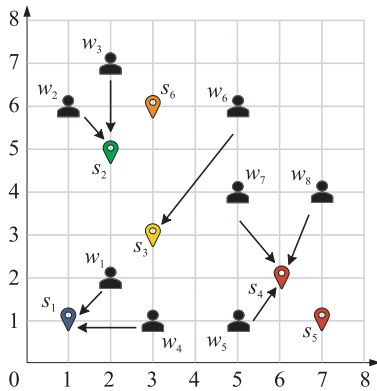 8
7
6
5
4
3
2
1
0
1 2 3 4 5 6 7 8
w₃
w₂
s₆
w₆
s₂
w₇
w₈
s₃
w₁
s₄
s₁
w₄
w₅
s₅